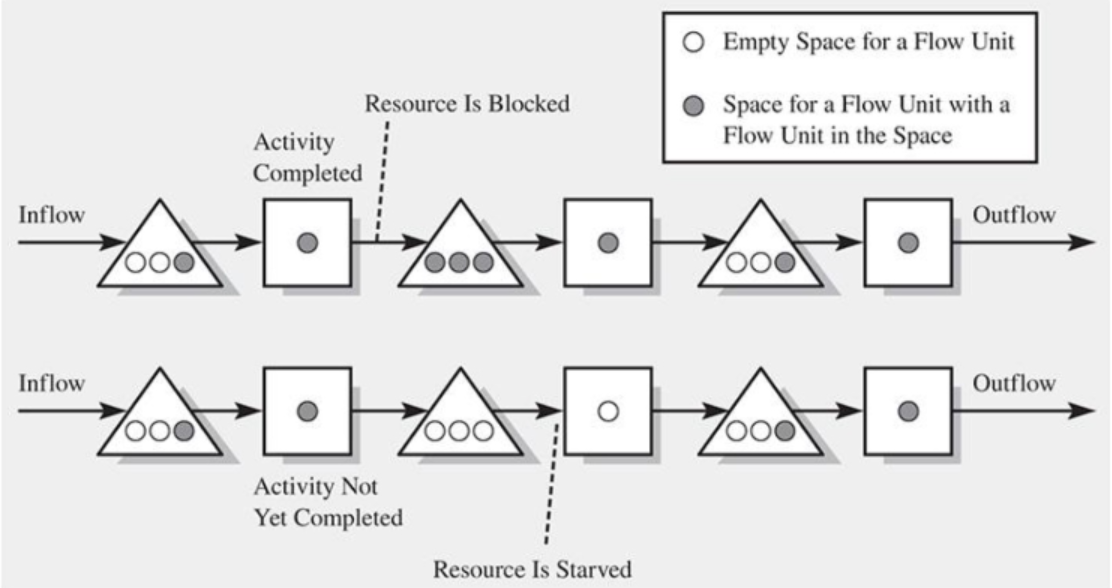 Empty Space for a Flow Unit
Space for a Flow Unit with a
Flow Unit in the Space
Resource Is Blocked
Activity
Completed
Inflow
Outflow
Inflow
Outflow
Activity Not
Yet Completed
Resource Is Starved